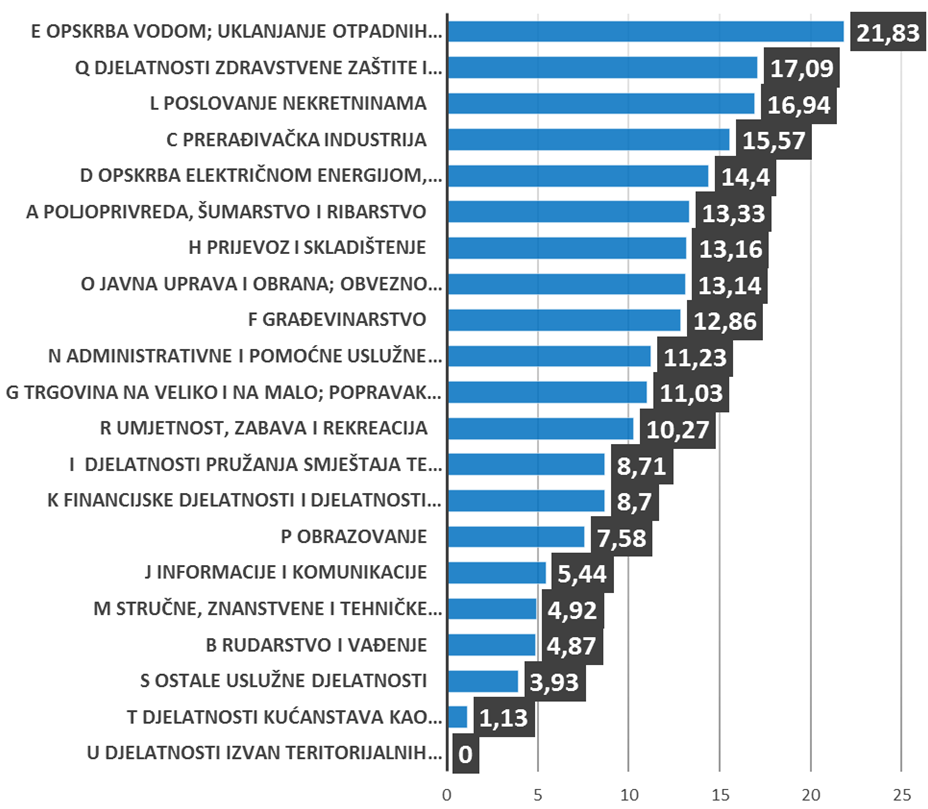 E OPSKRBA VODOM; UKLANJANJE OTPADNIH... 21,83
Q DJELATNOSTI ZDRAVSTVENE ZAŠTITE I... 17,09
L POSLOVANJE NEKRETNINAMA 16,94
C PRERAĐIVAČKA INDUSTRIJA 15,57
D OPSKRBA ELEKTRIČNOM ENERGIJOM,... 14,4
A POLJOPRIVREDA, ŠUMARSTVO I RIBARSTVO 13,33
H PRIJEVOZ I SKLADIŠTENJE 13,16
O JAVNA UPRAVA I OBRANA; OBVEZNO... 13,14
F GRAĐEVINARSTVO 12,86
N ADMINISTRATIVNE I POMOĆNE USLUŽNE... 11,23
G TRGOVINA NA VELIKO I NA MALO; POPRAVAK... 11,03
R UMJETNOST, ZABAVA I REKREACIJA 10,27
I DJELATNOSTI PRUŽANJA SMJEŠTAJA TE... 8,71
K FINANCIJSKE DJELATNOSTI I DJELATNOSTI... 8,7
P OBRAZOVANJE 7,58
J INFORMACIJE I KOMUNIKACIJE 5,44
M STRUČNE, ZNANSTVENE I TEHNIČKE... 4,92
B RUDARSTVO I VAĐENJE 4,87
S OSTALE USLUŽNE DJELATNOSTI 3,93
T DJELATNOSTI KUĆANSTAVA KAO... 1,13
U DJELATNOSTI IZVAN TERITORIJALNIH... 0
0 5 10 15 20 25